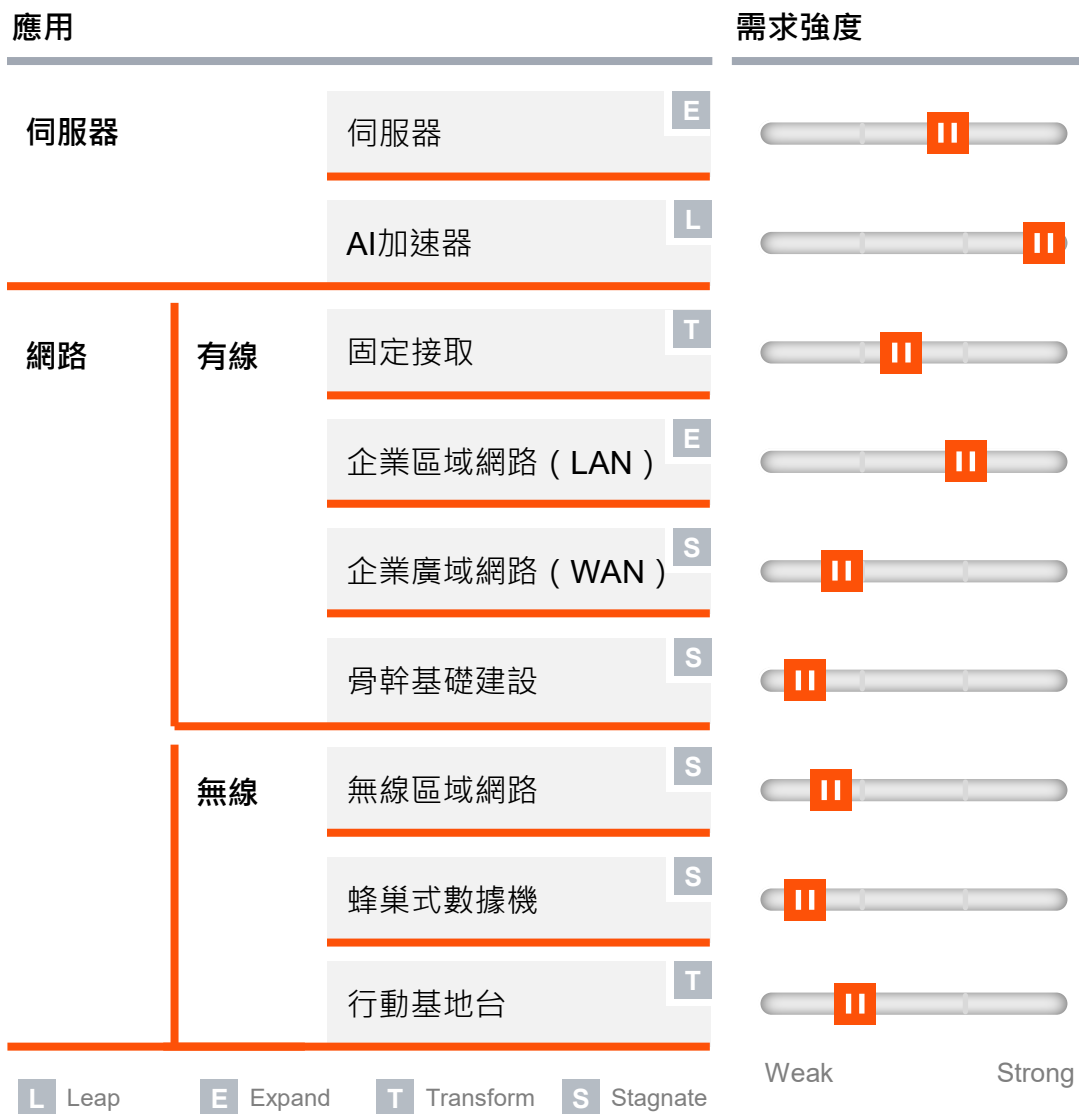 應用
需求強度
伺服器
伺服器
E
AI加速器
L
網路
有線
固定接取
T
企業區域網路（LAN）
E
企業廣域網路（WAN）
S
骨幹基礎建設
S
無線
無線區域網路
S
蜂巢式數據機
S
行動基地台
T
Weak
Strong
L Leap
E Expand
T Transform
S Stagnate